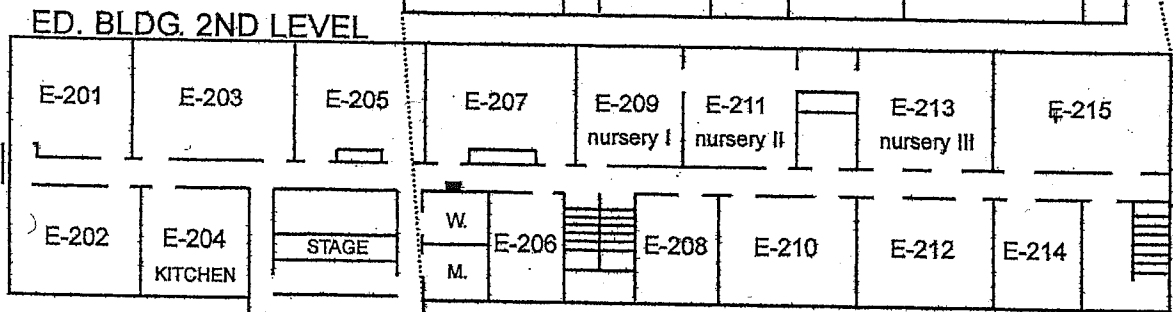 ED. BLDG. 2ND LEVEL
E-201
E-203
E-205
E-207
E-209
nursery I
E-211
nursery II
E-213
nursery III
E-215
E-202
E-204
KITCHEN
STAGE
W.
M.
E-206
E-208
E-210
E-212
E-214